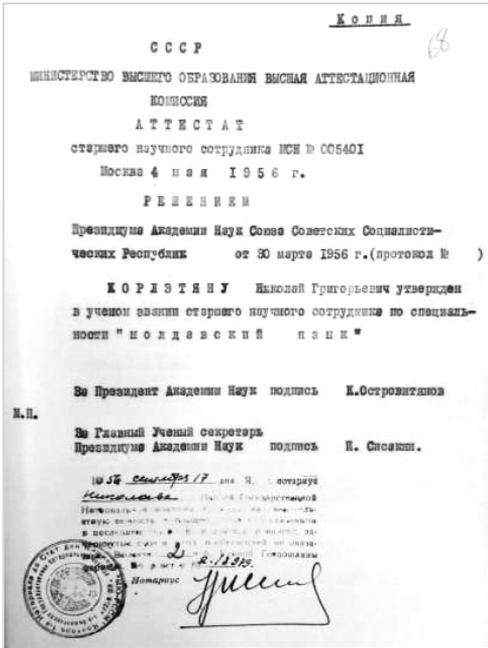 Копия
68
СССР
МИНИСТЕРСТВО ВЫСШЕГО ОБРАЗОВАНИЯ ВЫСШАЯ АТТЕСТАЦИОННАЯ
КОМИССИЯ
АТТЕСТАТ
старшего научного сотрудника МСН № 005401
Москва 4 мая 1956 г.
РЕШЕНИЕМ
Президиума Академии Наук Союза Советских Социалисти-
ческих Республик от 30 марта 1956 г.(протокол № )
КОРЛЭТЯНУ Николай Григорьевич утвержден
в ученом звании старшего научного сотрудника по специаль-
ности "МОЛДАВСКИЙ ЯЗЫК"
За Президент Академии Наук подпись К.Островитянов
М.П.
За Главный Ученый секретарь
Президиума Академии Наук подпись Н. Сисакян.
1956 сентября 17 дня Я, нотариус
Николаева Государственной
Нотариус